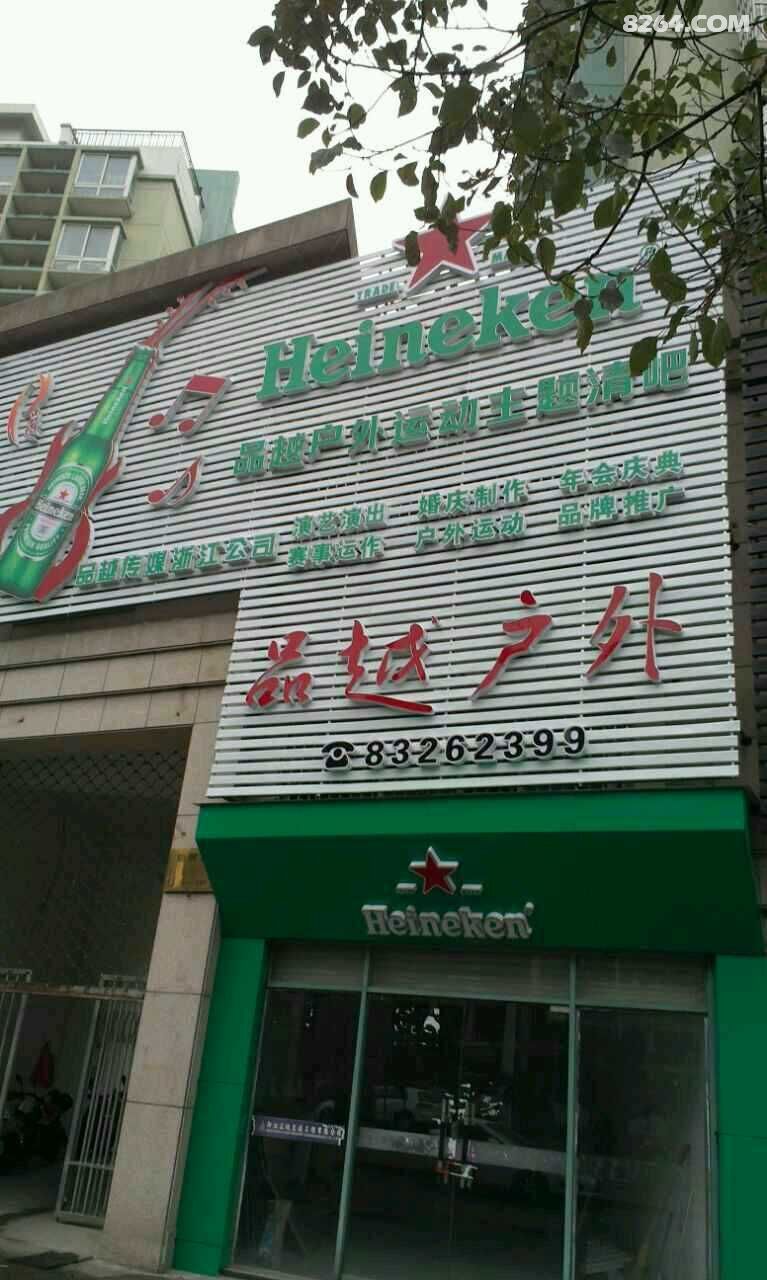 8264.COM
TRADE
Heineken®
品越户外运动主题清吧
演艺演出 婚庆制作 年会庆典
品越传媒浙江公司 赛事运作 户外运动 品牌推广
品越户外
☎83262399
Heineken